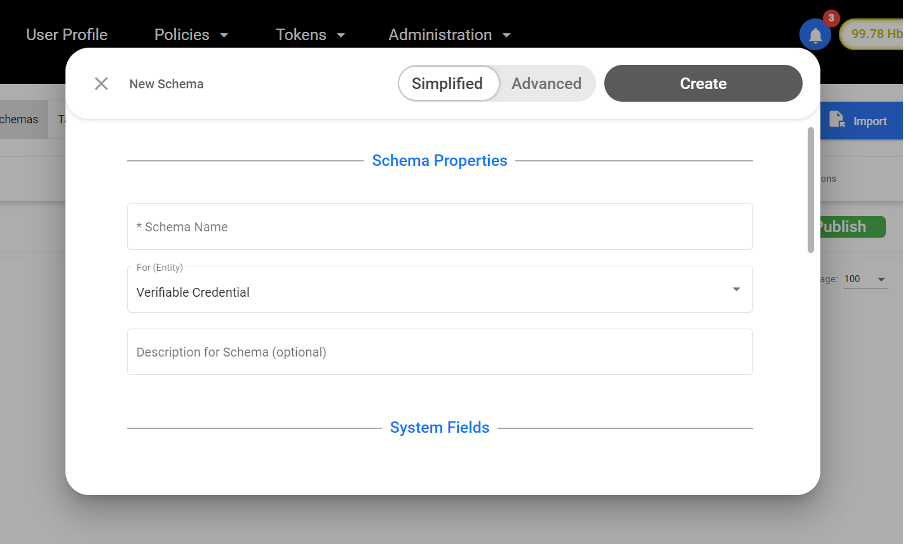 User Profile Policies Tokens Administration 3 99.78 Hb
New Schema Simplified Advanced Create
chemas Ta Import
Schema Properties
ons
* Schema Name
Publish
For (Entity)
Verifiable Credential
age: 100
Description for Schema (optional)
System Fields